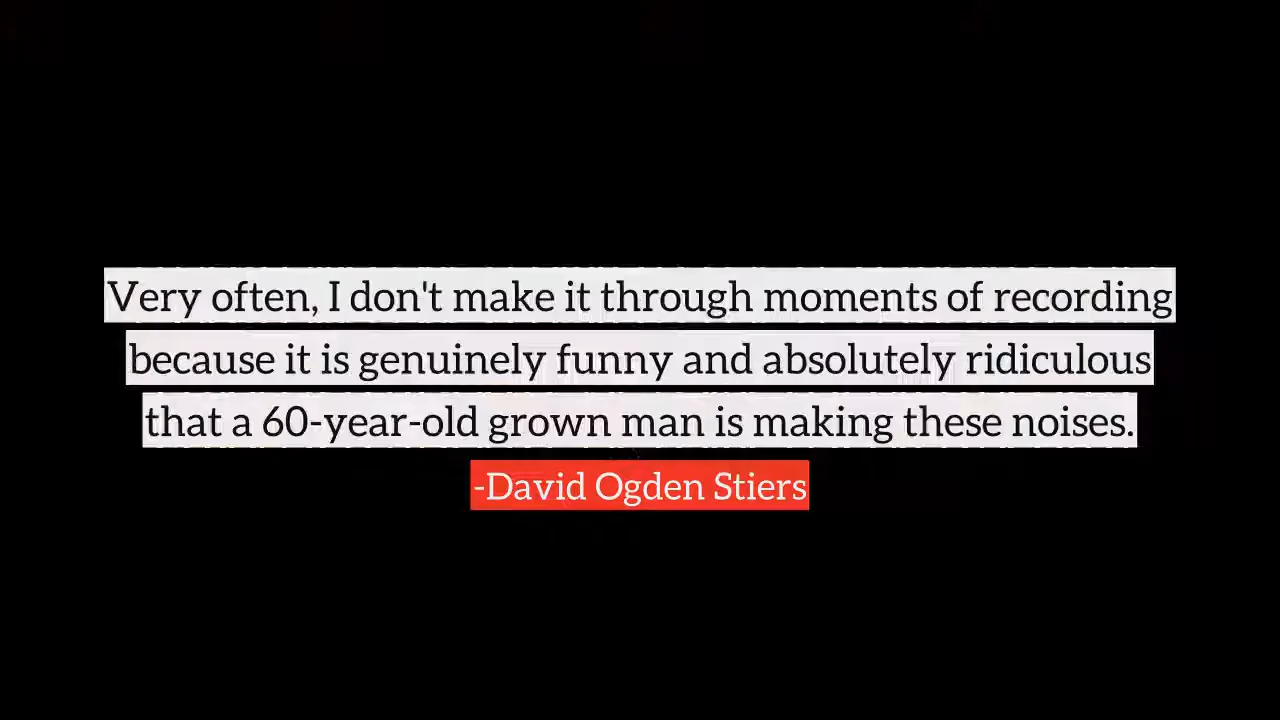 Very often, I don't make it through moments of recording
because it is genuinely funny and absolutely ridiculous
that a 60-year-old grown man is making these noises.
-David Ogden Stiers